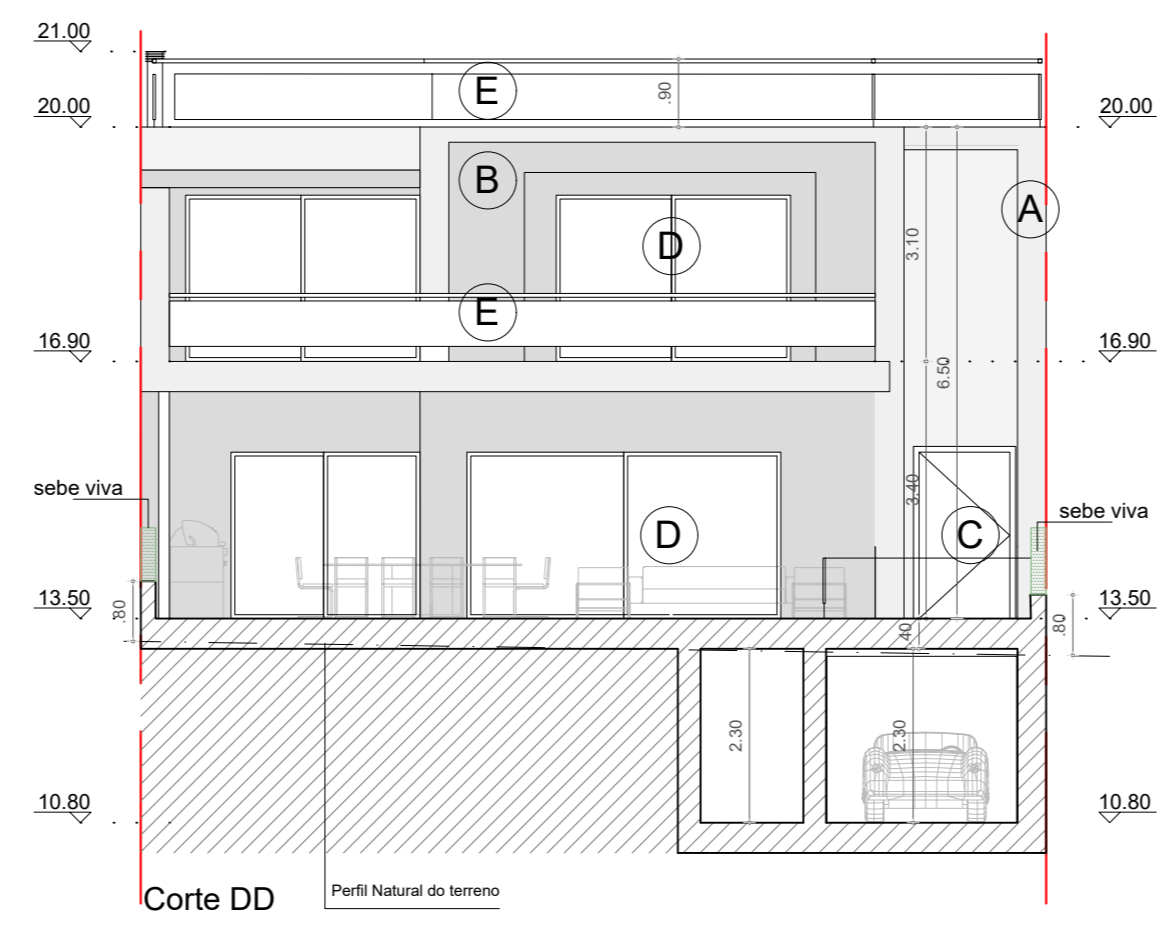 21.00
E
.90
20.00
20.00
B
A
D
3.10
E
16.90
16.90
6.50
sebe viva
3.40
sebe viva
D
C
13.50
13.50
.80
.80
.40
2.30
2.30
10.80
10.80
Corte DD
Perfil Natural do terreno